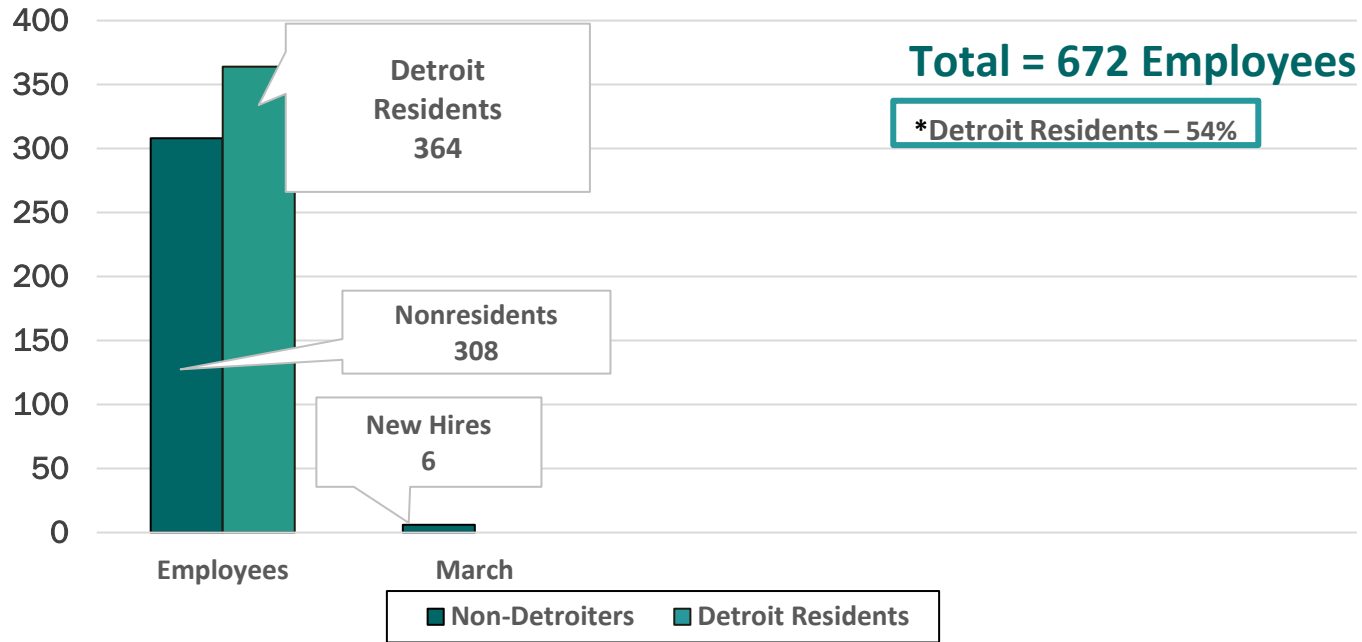 Total = 672 Employees
*Detroit Residents – 54%
400
350
300
250
200
150
100
50
0
Detroit
Residents
364
Nonresidents
308
New Hires
6
Employees
March
Non-Detroiters
Detroit Residents